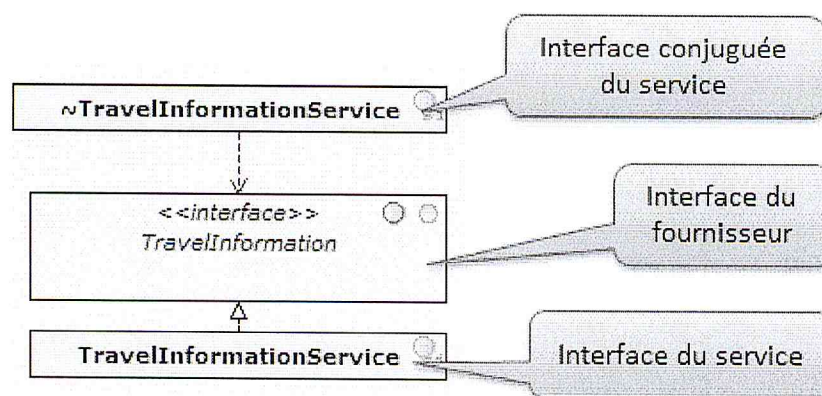 Interface conjuguée
du service
~TravelInformationService
<<interface>>
TravelInformation
Interface du
fournisseur
TravelInformationService
Interface du service